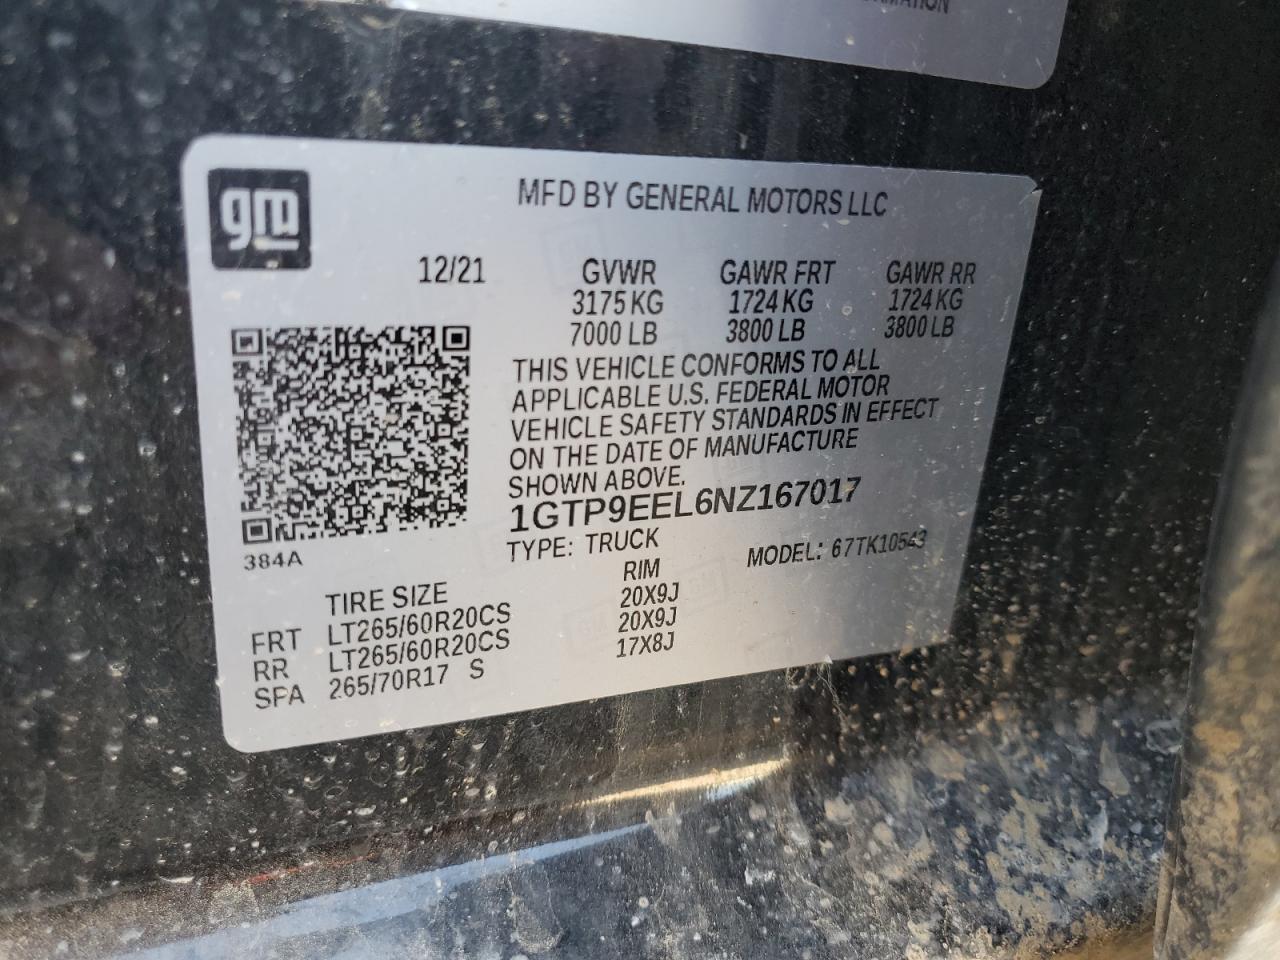 gm
MFD BY GENERAL MOTORS LLC
12/21 GVWR GAWR FRT GAWR RR
3175 KG 1724 KG 1724 KG
7000 LB 3800 LB 3800 LB
THIS VEHICLE CONFORMS TO ALL
APPLICABLE U.S. FEDERAL MOTOR
VEHICLE SAFETY STANDARDS IN EFFECT
ON THE DATE OF MANUFACTURE
SHOWN ABOVE.
1GTP9EEL6NZ167017
384A
TYPE: TRUCK MODEL: 67TK10543
TIRE SIZE RIM
FRT LT265/60R20CS 20X9J
RR LT265/60R20CS 20X9J
SPA 265/70R17 S 17X8J